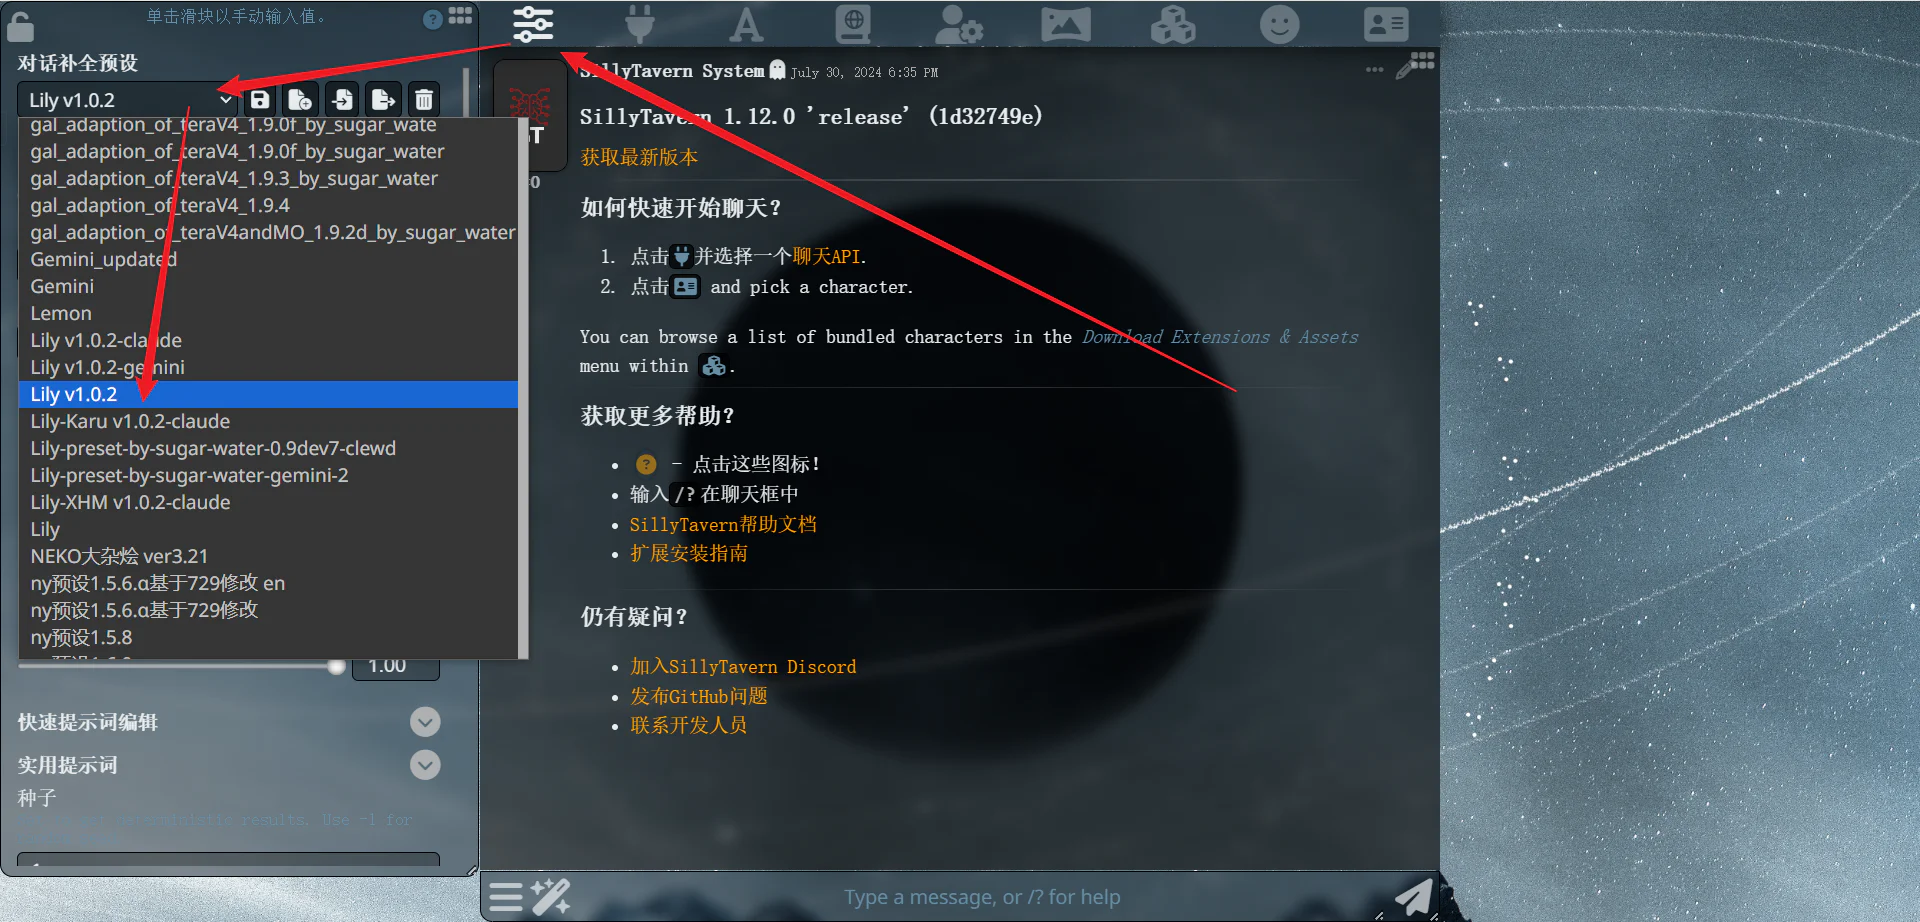 单击滑块以手动输入值。
对话补全预设
Lily v1.0.2
gal_adaption_of_teraV4_1.9.0f_by_sugar_wate
gal_adaption_of_teraV4_1.9.0f_by_sugar_water
gal_adaption_of_teraV4_1.9.3_by_sugar_water
gal_adaption_of_teraV4_1.9.4
gal_adaption_of_teraV4andMO_1.9.2d_by_sugar_water
Gemini_updated
Gemini
Lemon
Lily v1.0.2-claude
Lily v1.0.2-gemini
Lily v1.0.2
Lily-Karu v1.0.2-claude
Lily-preset-by-sugar-water-0.9dev7-clewd
Lily-preset-by-sugar-water-gemini-2
Lily-XHM v1.0.2-claude
Lily
NEKO大杂烩 ver3.21
ny预设1.5.6.α基于729修改 en
ny预设1.5.6.α基于729修改
ny预设1.5.8
1.00
快速提示词编辑
实用提示词
种子
results, Use -1 for
SillyTavern System July 30, 2024 6:35 PM
SillyTavern 1.12.0 'release' (1d32749e)
获取最新版本
如何快速开始聊天？
1. 点击并选择一个聊天API.
2. 点击 and pick a character.
You can browse a list of bundled characters in the Download Extensions & Assets
menu within .
获取更多帮助？
? - 点击这些图标！
输入 /? 在聊天框中
SillyTavern帮助文档
扩展安装指南
仍有疑问？
加入SillyTavern Discord
发布GitHub问题
联系开发人员
Type a message, or /? for help